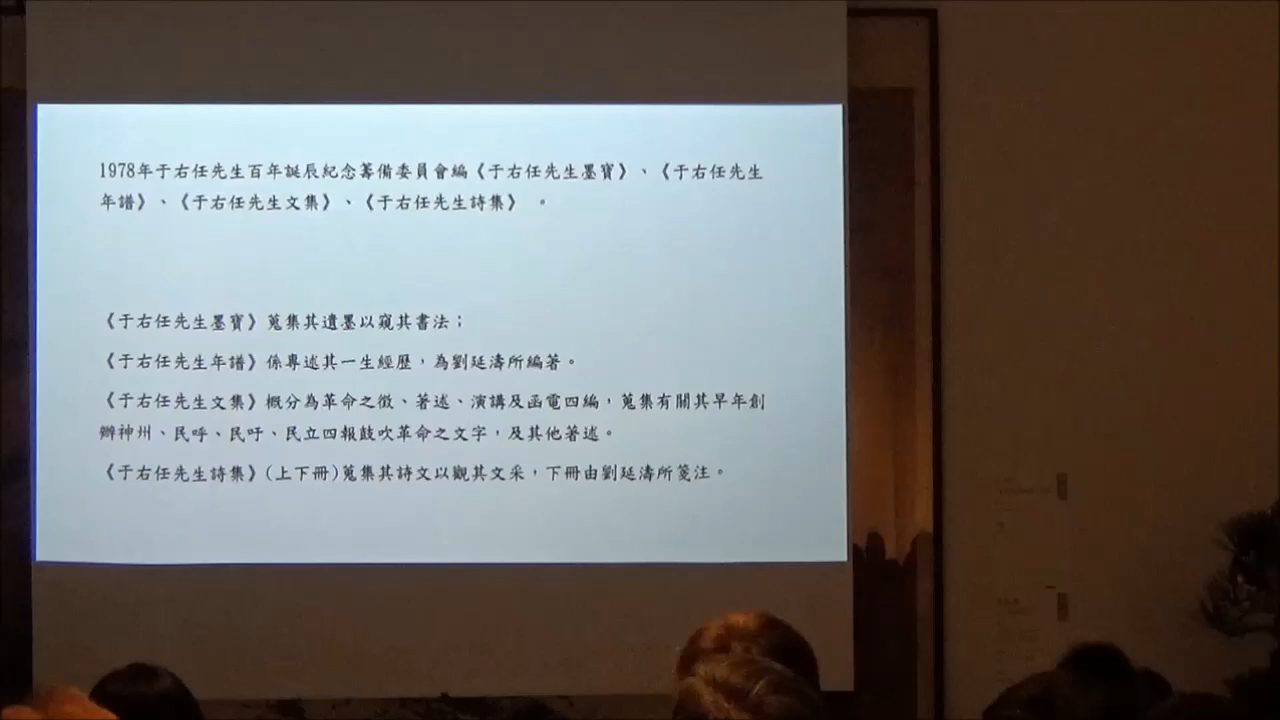 1978年于右任先生百年誕辰紀念籌備委員會編《于右任先生墨寶》、《于右任先生
年譜》、《于右任先生文集》、《于右任先生詩集》 。
《于右任先生墨寶》蒐集其遺墨以窺其書法；
《于右任先生年譜》係專述其一生經歷，為劉延濤所編著。
《于右任先生文集》概分為革命之徵、著述、演講及函電四編，蒐集有關其早年創
辦神州、民呼、民吁、民立四報鼓吹革命之文字，及其他著述。
《于右任先生詩集》(上下冊)蒐集其詩文以觀其文采，下冊由劉延濤所箋注。